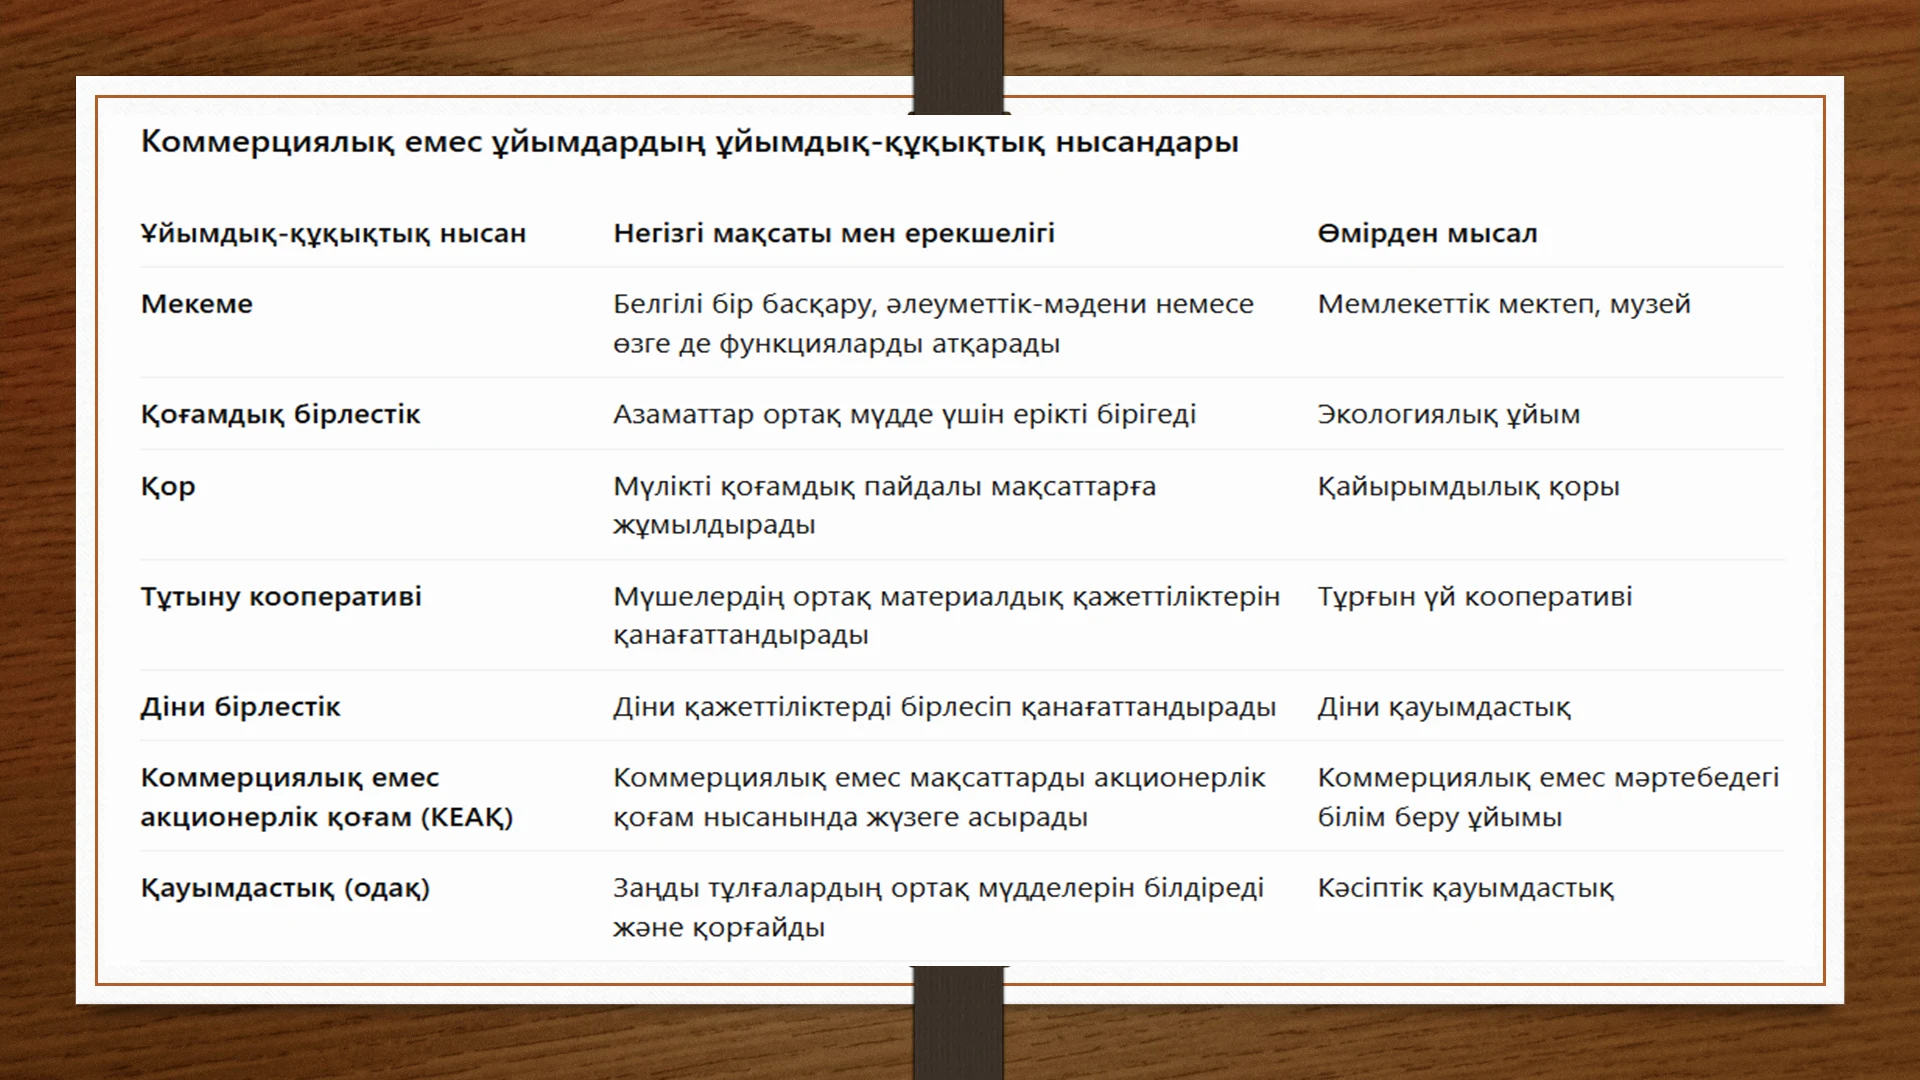 Коммерциялық емес ұйымдардың ұйымдық-құқықтық нысандары
Ұйымдық-құқықтық нысан
Негізгі мақсаты мен ерекшелігі
Өмірден мысал
Мекеме
Белгілі бір басқару, әлеуметтік-мәдени немесе
өзге де функцияларды атқарады
Мемлекеттік мектеп, музей
Қоғамдық бірлестік
Азаматтар ортақ мүдде үшін ерікті бірігеді
Экологиялық ұйым
Қор
Мүлікті қоғамдық пайдалы мақсаттарға
жұмылдырады
Қайырымдылық қоры
Тұтыну кооперативі
Мүшелердің ортақ материалдық қажеттіліктерін
қанағаттандырады
Тұрғын үй кооперативі
Діни бірлестік
Діни қажеттіліктерді бірлесіп қанағаттандырады
Діни қауымдастық
Коммерциялық емес
акционерлік қоғам (КЕАҚ)
Коммерциялық емес мақсаттарды акционерлік
қоғам нысанында жүзеге асырады
Коммерциялық емес мәртебедегі
білім беру ұйымы
Қауымдастық (одақ)
Заңды тұлғалардың ортақ мүдделерін білдіреді
және қорғайды
Кәсіптік қауымдастық